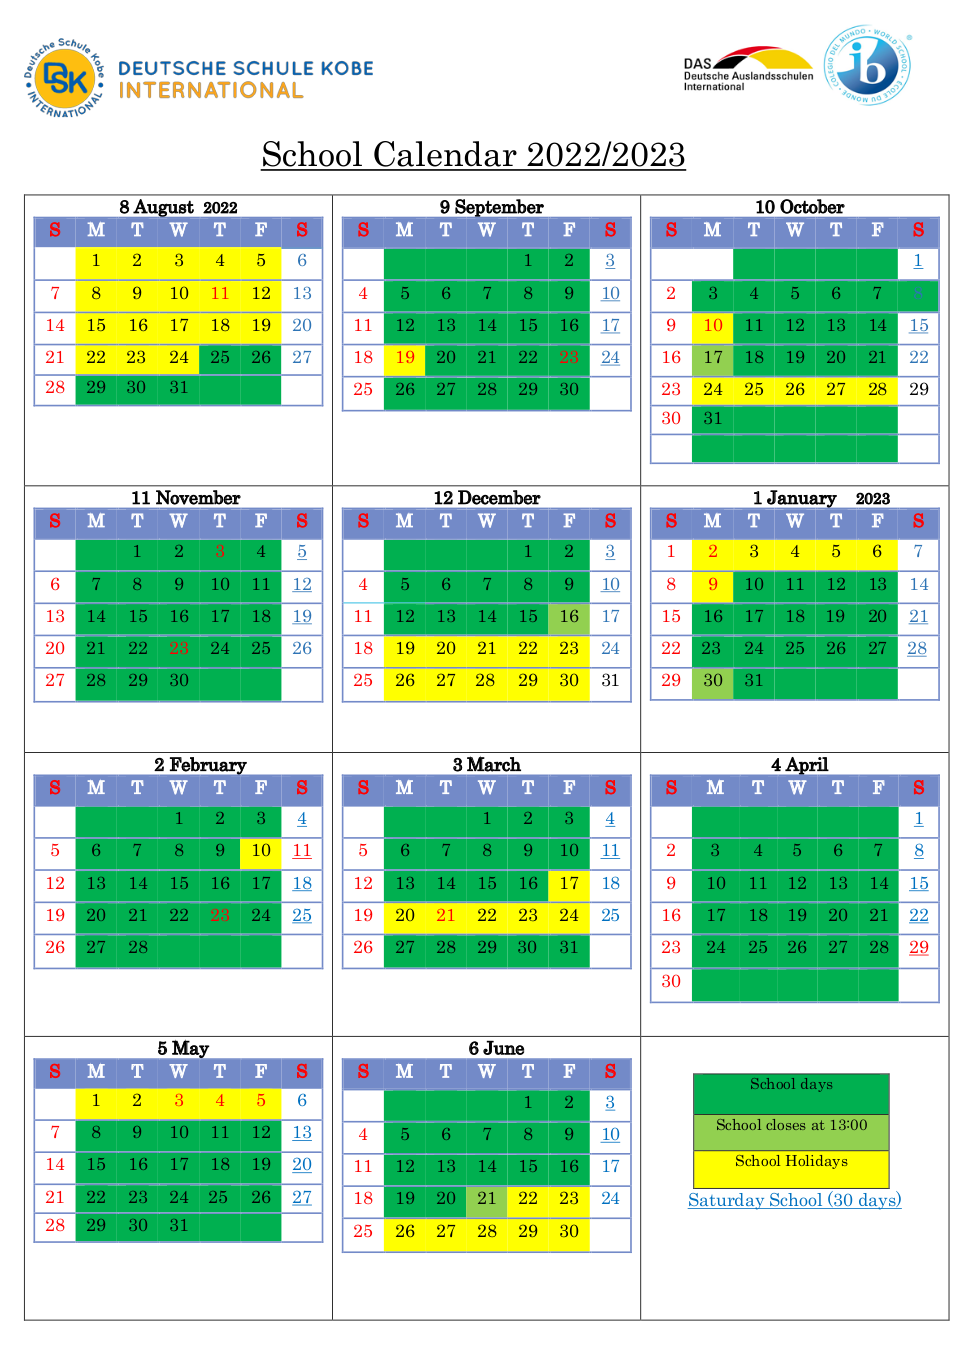 Deutsche Schule Kobe
DSK
INTERNATIONAL
DEUTSCHE SCHULE KOBE
INTERNATIONAL
DAS
Deutsche Auslandsschulen
International
COLEGIO DEL MUNDO • WORLD SCHOOL • ECOLE DU MONDE •
ib
®
School Calendar 2022/2023
8 August 2022
S M T W T F S
1 2 3 4 5 6
7 8 9 10 11 12 13
14 15 16 17 18 19 20
21 22 23 24 25 26 27
28 29 30 31
9 September
S M T W T F S
1 2 3
4 5 6 7 8 9 10
11 12 13 14 15 16 17
18 19 20 21 22 23 24
25 26 27 28 29 30
10 October
S M T W T F S
1
2 3 4 5 6 7 8
9 10 11 12 13 14 15
16 17 18 19 20 21 22
23 24 25 26 27 28 29
30 31
11 November
S M T W T F S
1 2 3 4 5
6 7 8 9 10 11 12
13 14 15 16 17 18 19
20 21 22 23 24 25 26
27 28 29 30
12 December
S M T W T F S
1 2 3
4 5 6 7 8 9 10
11 12 13 14 15 16 17
18 19 20 21 22 23 24
25 26 27 28 29 30 31
1 January 2023
S M T W T F S
1 2 3 4 5 6 7
8 9 10 11 12 13 14
15 16 17 18 19 20 21
22 23 24 25 26 27 28
29 30 31
2 February
S M T W T F S
1 2 3 4
5 6 7 8 9 10 11
12 13 14 15 16 17 18
19 20 21 22 23 24 25
26 27 28
3 March
S M T W T F S
1 2 3 4
5 6 7 8 9 10 11
12 13 14 15 16 17 18
19 20 21 22 23 24 25
26 27 28 29 30 31
4 April
S M T W T F S
1
2 3 4 5 6 7 8
9 10 11 12 13 14 15
16 17 18 19 20 21 22
23 24 25 26 27 28 29
30
5 May
S M T W T F S
1 2 3 4 5 6
7 8 9 10 11 12 13
14 15 16 17 18 19 20
21 22 23 24 25 26 27
28 29 30 31
6 June
S M T W T F S
1 2 3
4 5 6 7 8 9 10
11 12 13 14 15 16 17
18 19 20 21 22 23 24
25 26 27 28 29 30
School days
School closes at 13:00
School Holidays
Saturday School (30 days)